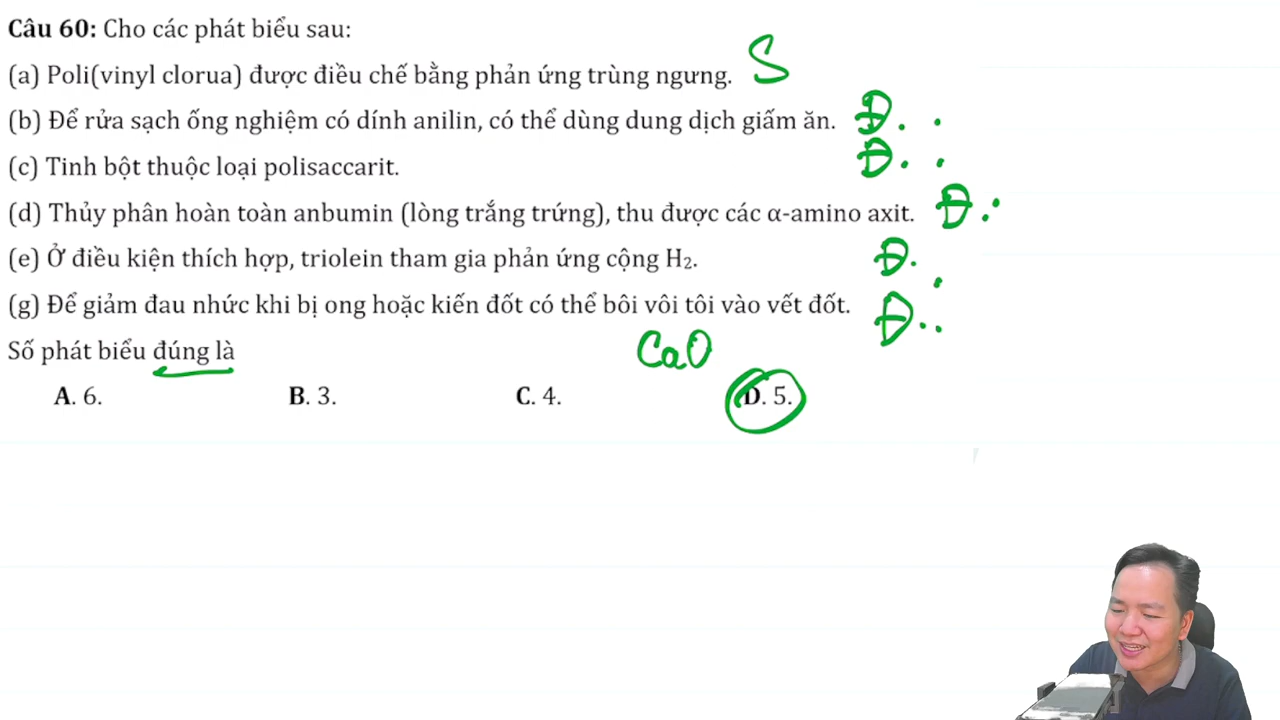 Câu 60: Cho các phát biểu sau:
(a) Poli(vinyl clorua) được điều chế bằng phản ứng trùng ngưng. S
(b) Để rửa sạch ống nghiệm có dính anilin, có thể dùng dung dịch giấm ăn. Đ.
(c) Tinh bột thuộc loại polisaccarit. Đ.
(d) Thủy phân hoàn toàn anbumin (lòng trắng trứng), thu được các α-amino axit. Đ.
(e) Ở điều kiện thích hợp, triolein tham gia phản ứng cộng H₂. Đ.
(g) Để giảm đau nhức khi bị ong hoặc kiến đốt có thể bôi vôi tôi vào vết đốt. Đ.
Số phát biểu đúng là CaO
A. 6. B. 3. C. 4. D. 5.